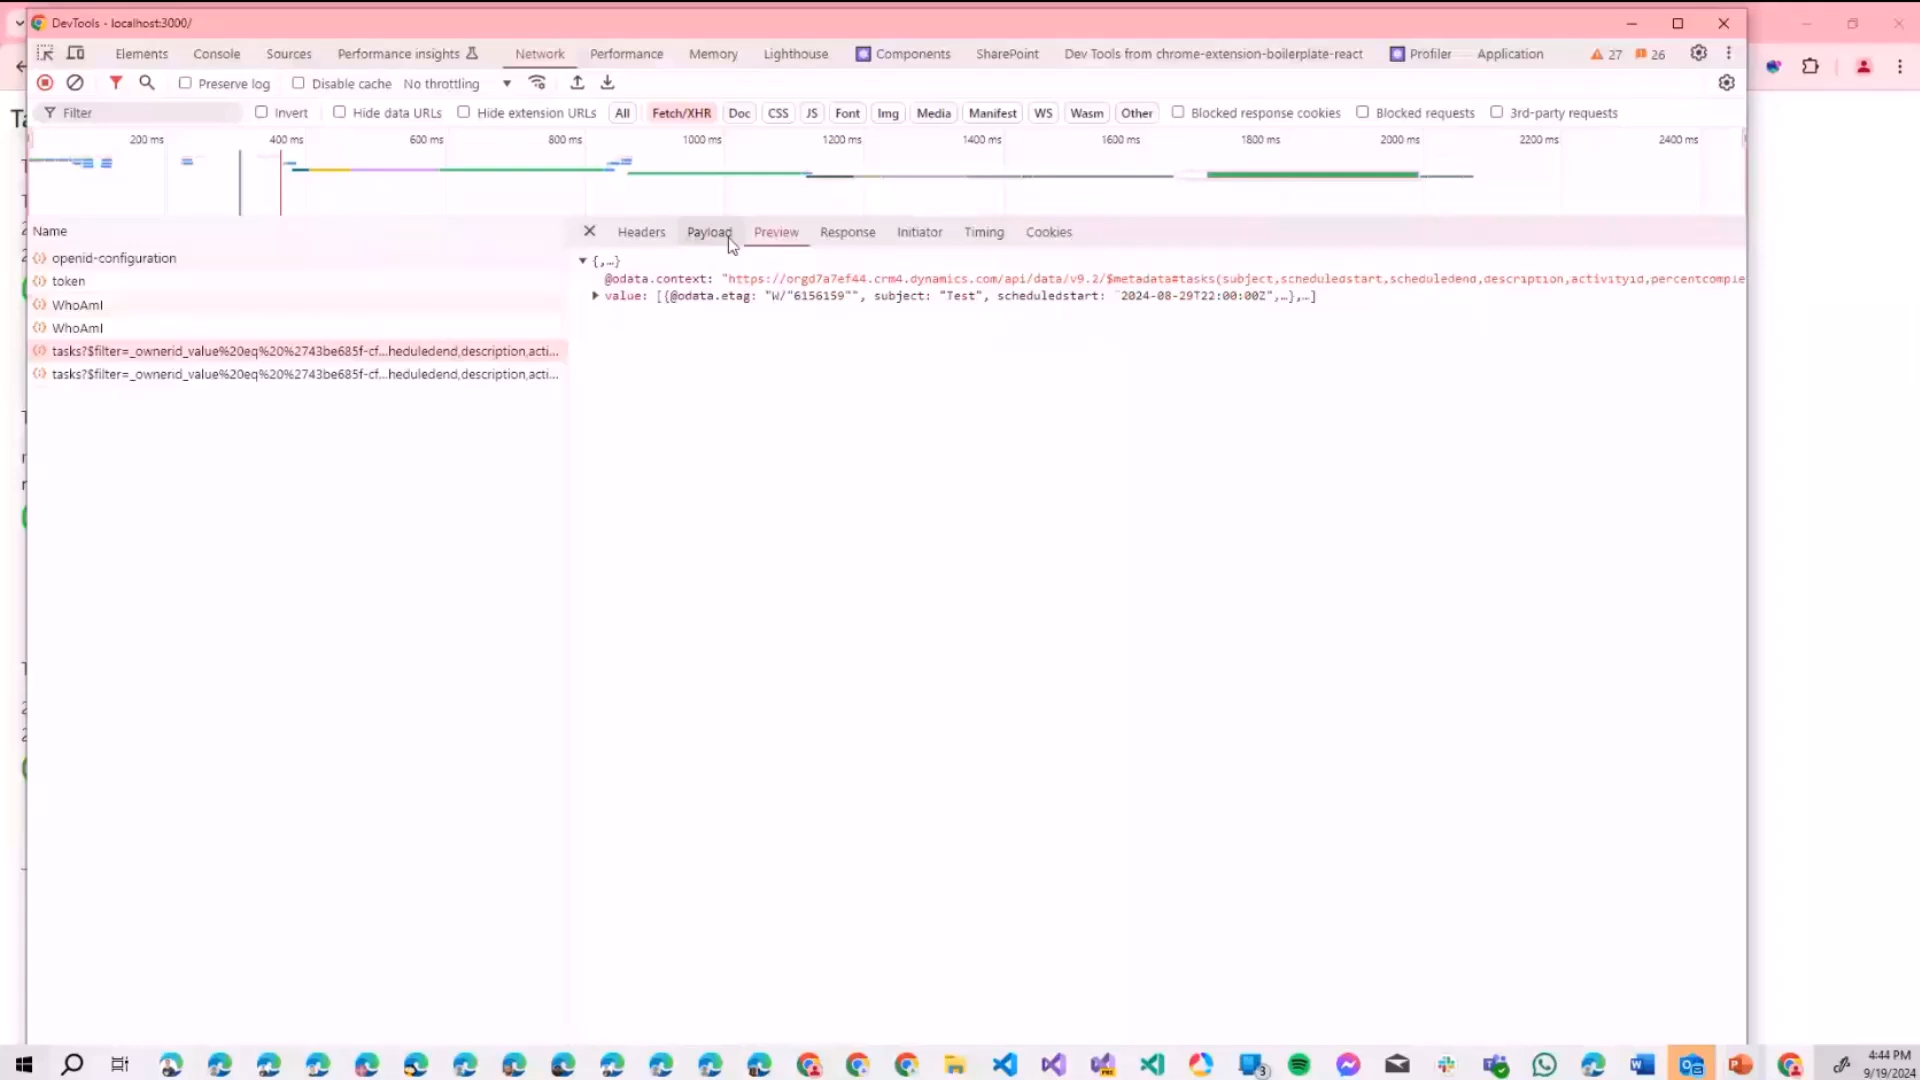 DevTools - localhost:3000/
Elements Console Sources Performance insights Network Performance Memory Lighthouse Components SharePoint Dev Tools from chrome-extension-boilerplate-react Profiler Application 27 26
Preserve log Disable cache No throttling
Filter Invert Hide data URLs Hide extension URLs All Fetch/XHR Doc CSS JS Font Img Media Manifest WS Wasm Other Blocked response cookies Blocked requests 3rd-party requests
200 ms 400 ms 600 ms 800 ms 1000 ms 1200 ms 1400 ms 1600 ms 1800 ms 2000 ms 2200 ms 2400 ms
Name Headers Payload Preview Response Initiator Timing Cookies
openid-configuration
token
WhoAmI
WhoAmI
tasks?$filter=_ownerid_value%20eq%20%2743be685f-cf...heduledend,description,acti...
tasks?$filter=_ownerid_value%20eq%20%2743be685f-cf...heduledend,description,acti...
{,…}
@odata.context: "https://orgd7a7ef44.crm4.dynamics.com/api/data/v9.2/$metadata#tasks(subject,scheduledstart,scheduledend,description,activityid,percentcomple
value: [{@odata.etag: "W/"6156159"", subject: "Test", scheduledstart: "2024-08-29T22:00:00Z",…},…]
3
4:44 PM
9/19/2024